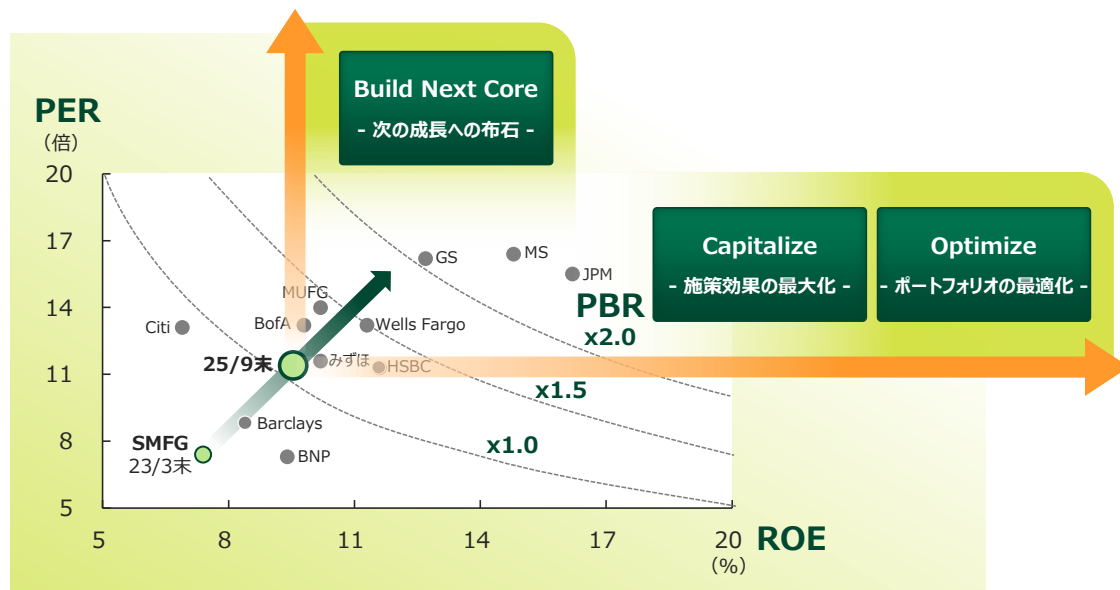 Build Next Core
- 次の成長への布石 -
PER
（倍）
20
17
14
11
8
5
5
8
11
14
17
20
（%）
ROE
Capitalize
- 施策効果の最大化 -
Optimize
- ポートフォリオの最適化 -
PBR
x2.0
x1.5
x1.0
GS
MS
JPM
MUFG
BofA
Wells Fargo
Citi
25/9末
みずほ
HSBC
Barclays
SMFG
23/3末
BNP